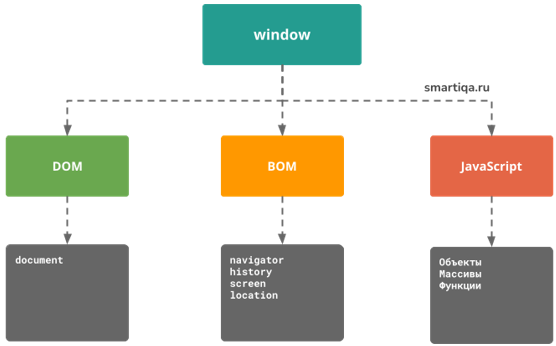 window
smartiqa.ru
DOM
BOM
JavaScript
document
navigator
history
screen
location
Объекты
Массивы
Функции